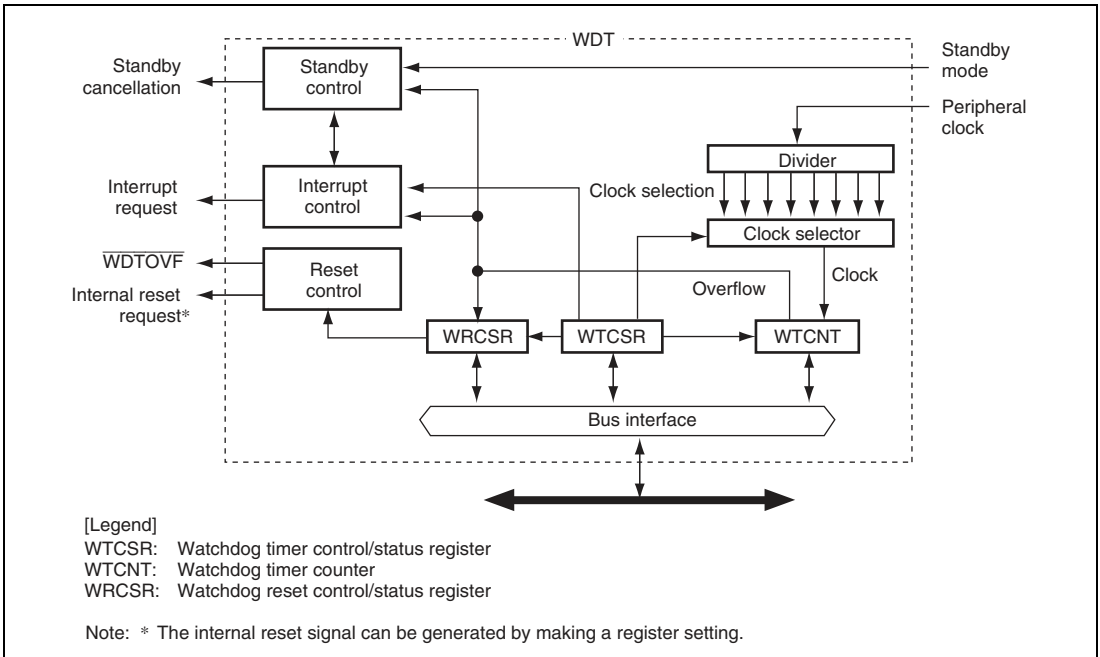 WDT
Standby
cancellation
Standby
control
Standby
mode
Peripheral
clock
Divider
Interrupt
request
Interrupt
control
Clock selection
Clock selector
WDTOVF
Internal reset
request*
Reset
control
Overflow
Clock
WRCSR
WTCSR
WTCNT
Bus interface
[Legend]
WTCSR: Watchdog timer control/status register
WTCNT: Watchdog timer counter
WRCSR: Watchdog reset control/status register
Note: * The internal reset signal can be generated by making a register setting.